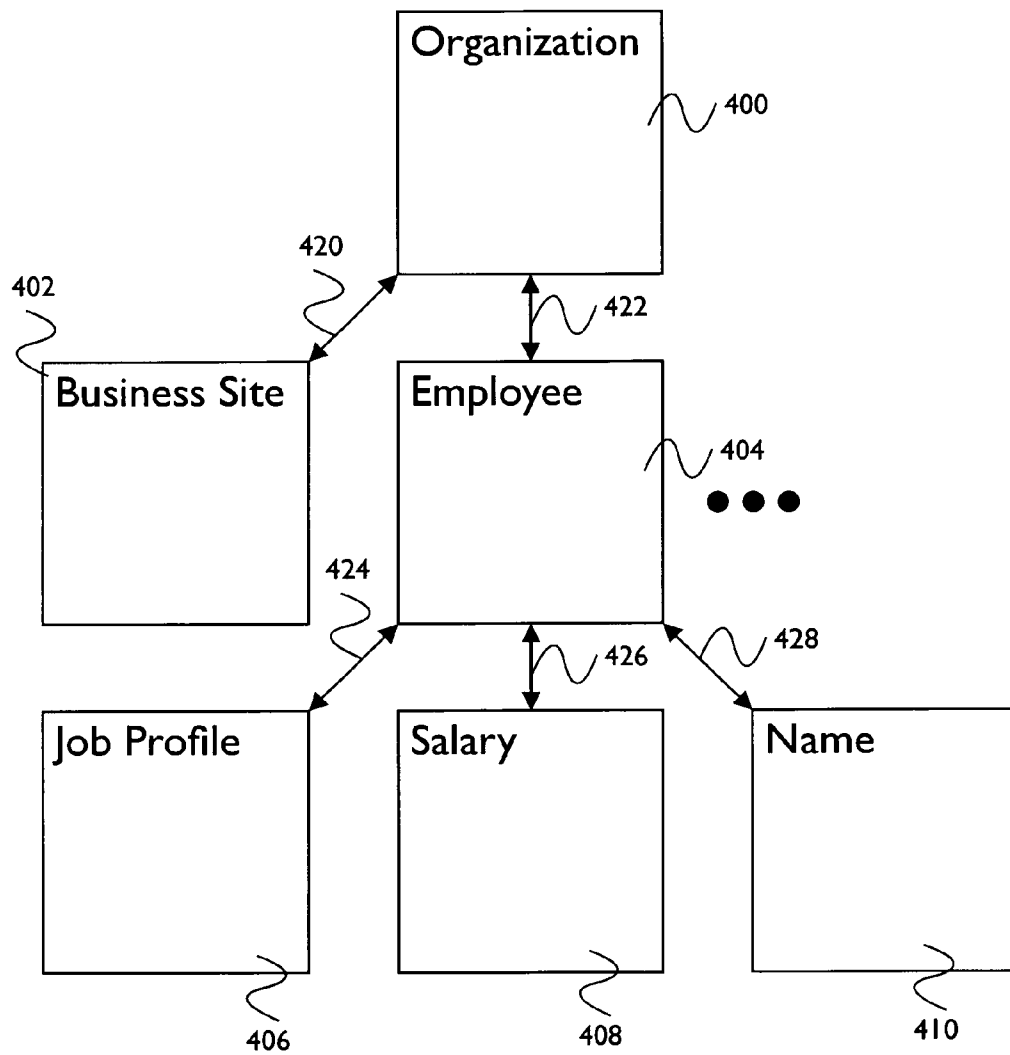 Organization
400
420
402
422
Business Site
Employee
404
424
428
426
Job Profile
Salary
Name
406
408
410